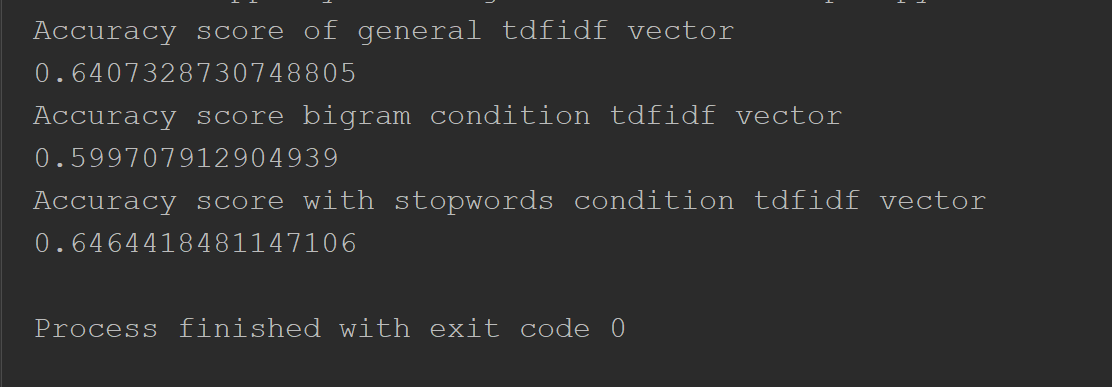 Accuracy score of general tdfidf vector
0.6407328730748805
Accuracy score bigram condition tdfidf vector
0.599707912904939
Accuracy score with stopwords condition tdfidf vector
0.6464418481147106
Process finished with exit code 0